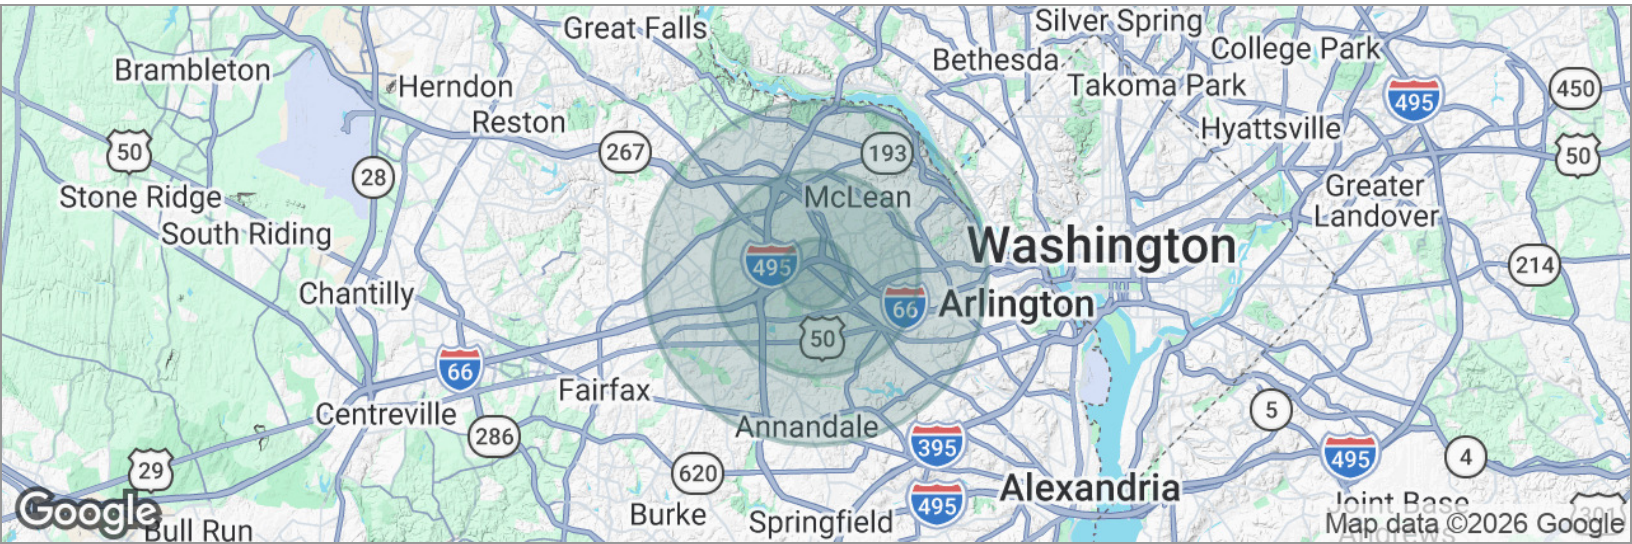 Silver Spring
Great Falls
College Park
Bethesda
Brambleton
Herndon
Takoma Park
495
450
Reston
Hyattsville
50
267
193
50
28
Greater
Landover
Stone Ridge
McLean
South Riding
Washington
495
214
Chantilly
Arlington
66
50
66
Fairfax
Centreville
5
286
Annandale
395
495
4
29
620
Alexandria
495
Joint Base
Andrews
301
Google
Burke
Springfield
Bull Run
Map data ©2026 Google